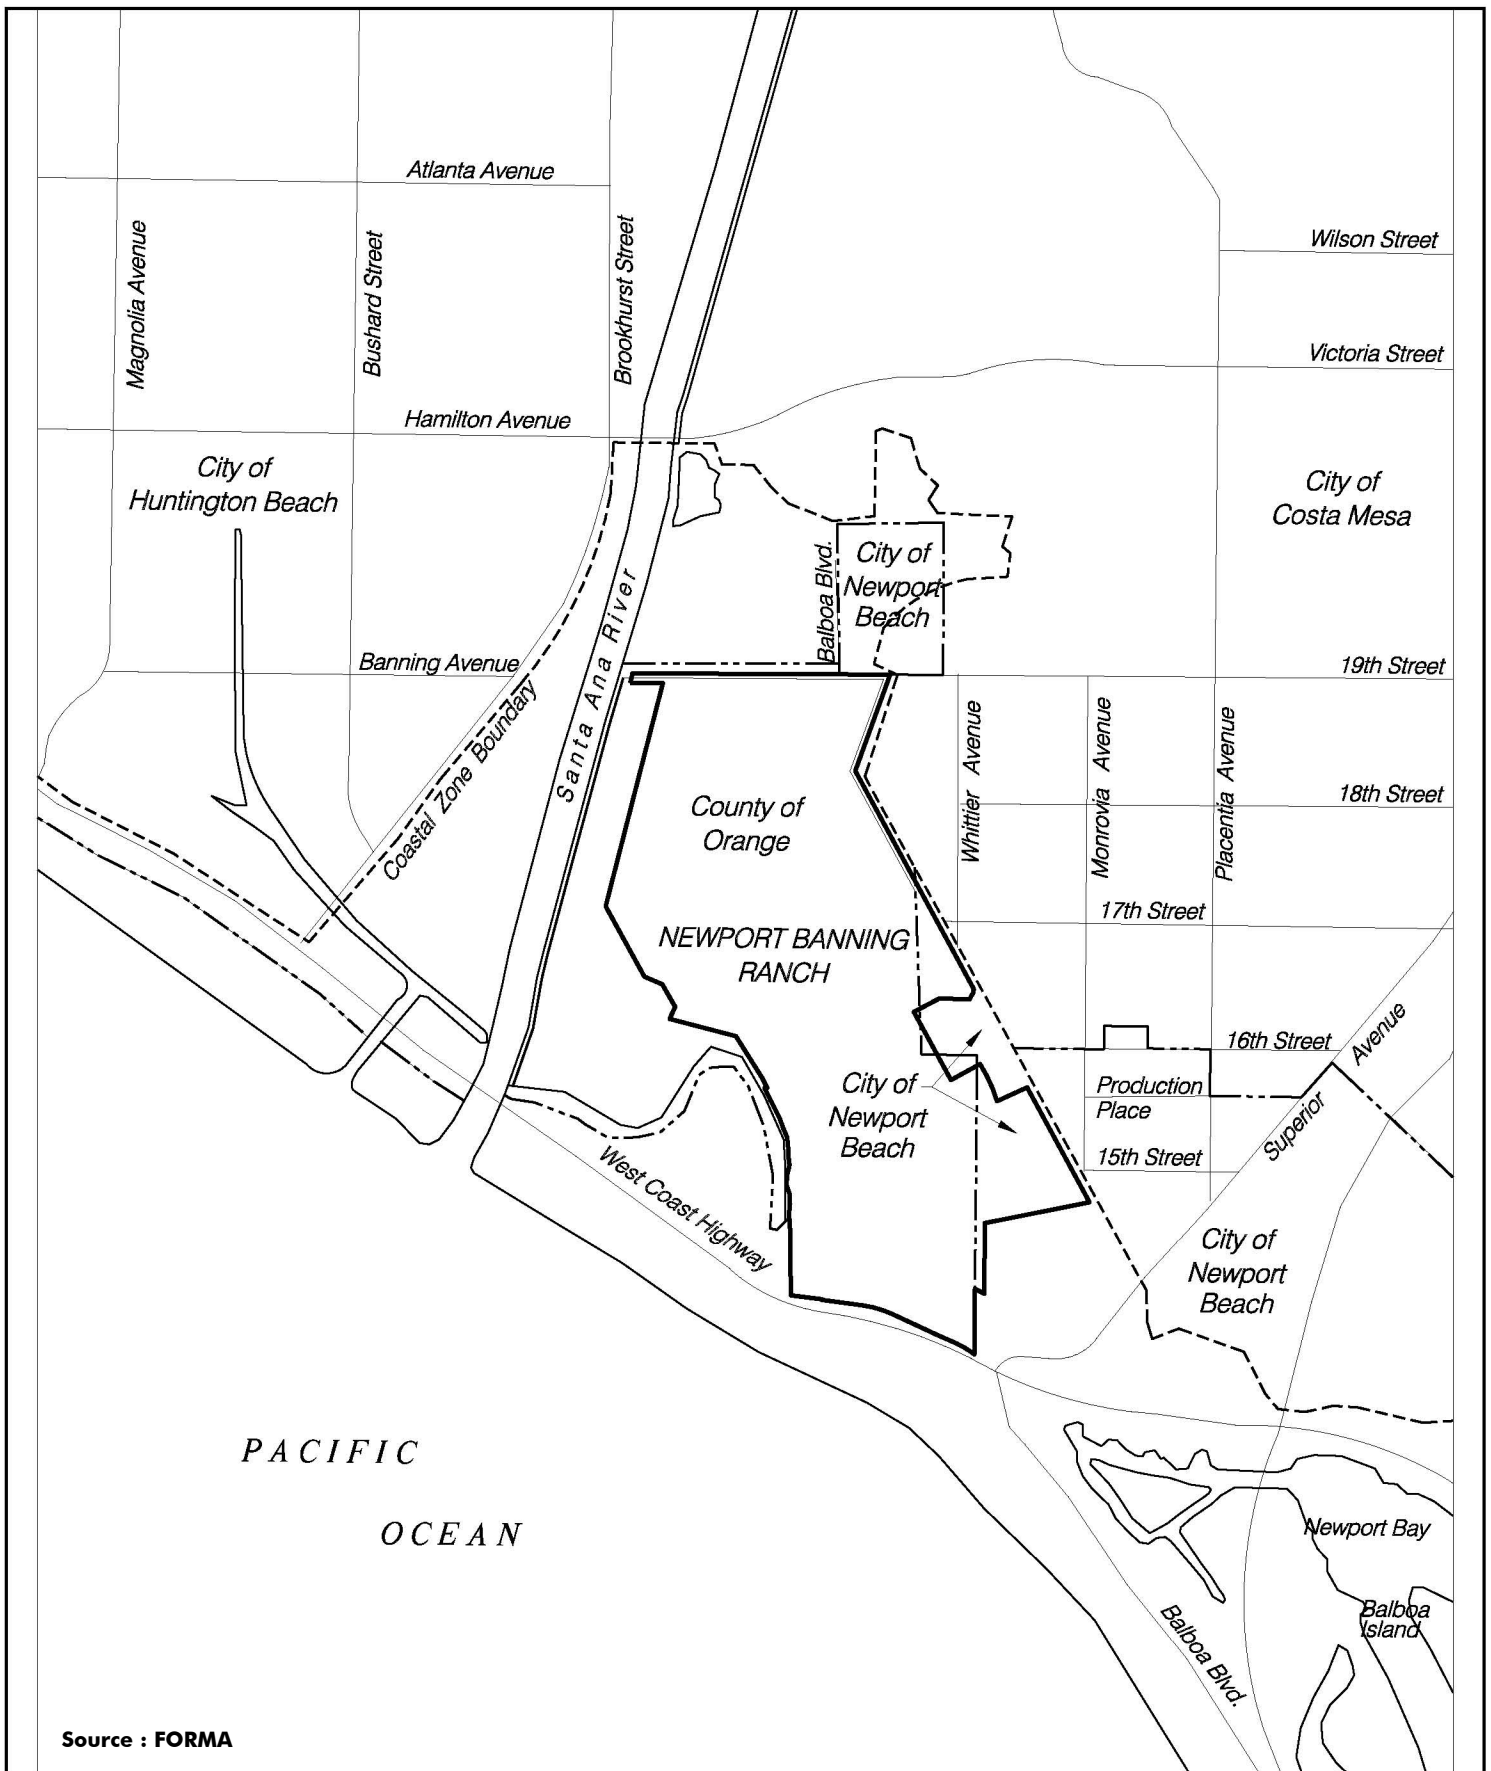 Atlanta Avenue
Magnolia Avenue
Bushard Street
Brookhurst Street
Wilson Street
Victoria Street
Hamilton Avenue
City of
Huntington Beach
City of
Costa Mesa
Balboa Blvd.
City of
Newport
Beach
Santa Ana River
Banning Avenue
19th Street
Coastal Zone Boundary
Whittier Avenue
Monrovia Avenue
Placentia Avenue
County of
Orange
18th Street
17th Street
NEWPORT BANNING
RANCH
16th Street
Superior Avenue
City of
Newport
Beach
Production
Place
15th Street
West Coast Highway
City of
Newport
Beach
PACIFIC
OCEAN
Newport Bay
Balboa
Island
Balboa Blvd.
Source : FORMA